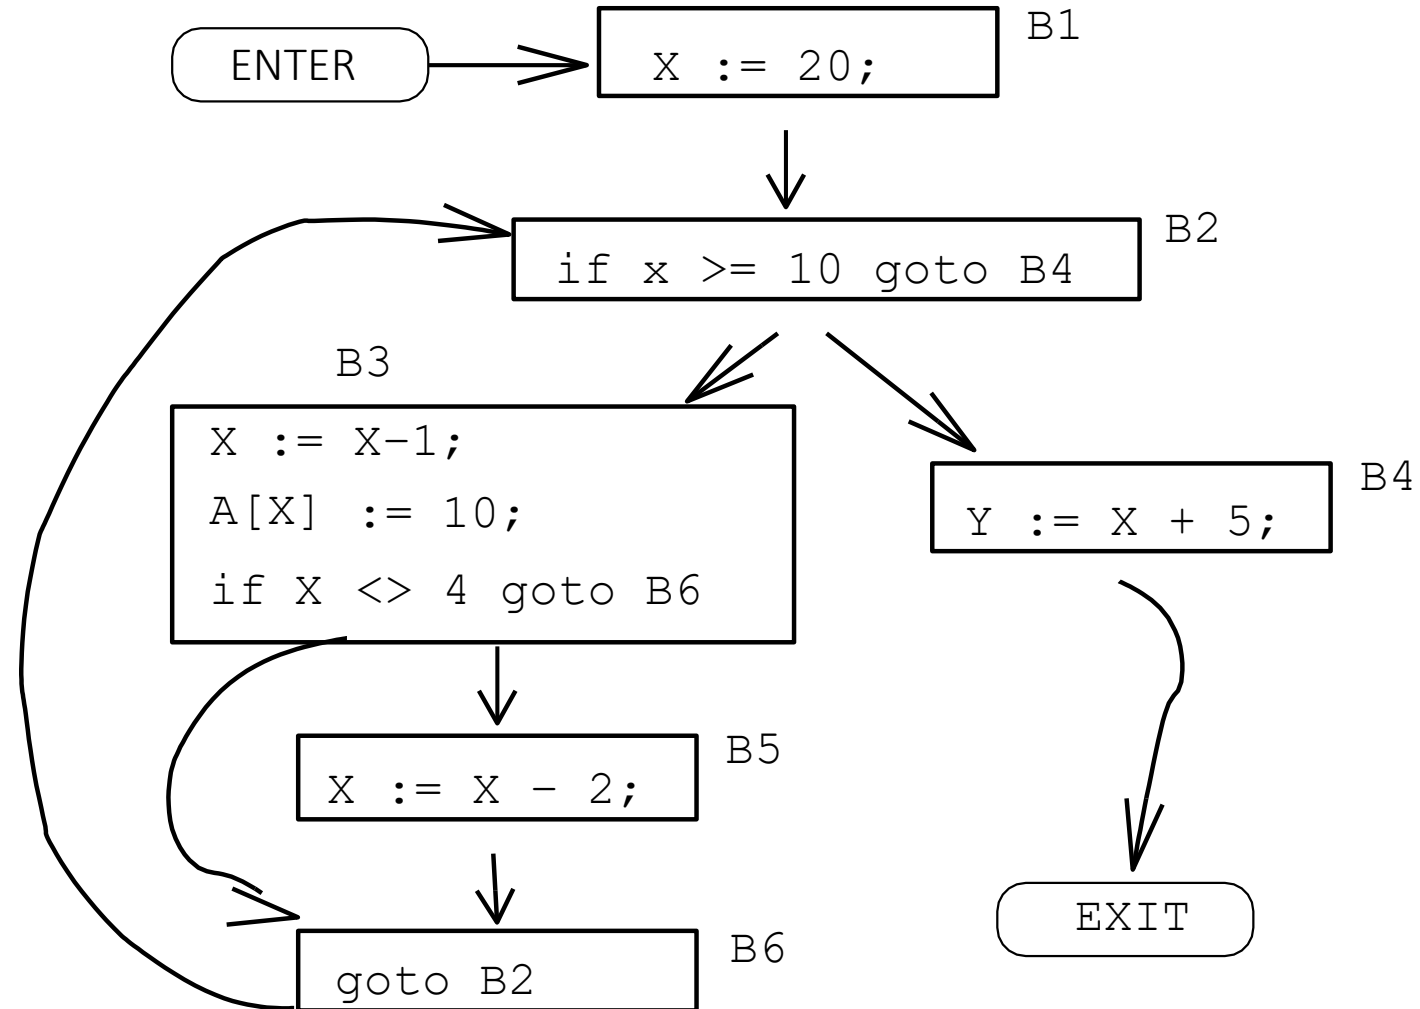 B1
ENTER
X := 20;
B2
if x >= 10 goto B4
B3
X := X-1;
A[X] := 10;
if X <> 4 goto B6
B4
Y := X + 5;
B5
X := X - 2;
EXIT
B6
goto B2